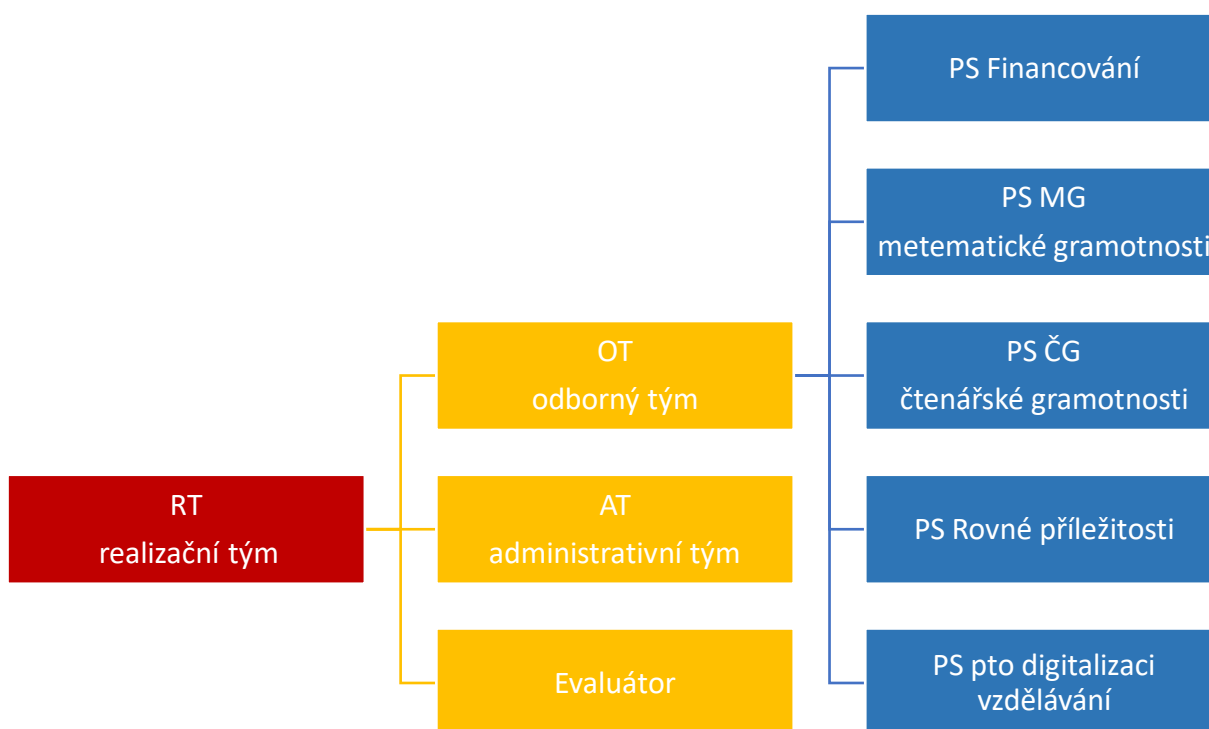 RT
realizační tým
OT
odborný tým
AT
administrativní tým
Evaluátor
PS Financování
PS MG
metematické gramotnosti
PS ČG
čtenářské gramotnosti
PS Rovné příležitosti
PS pto digitalizaci
vzdělávání